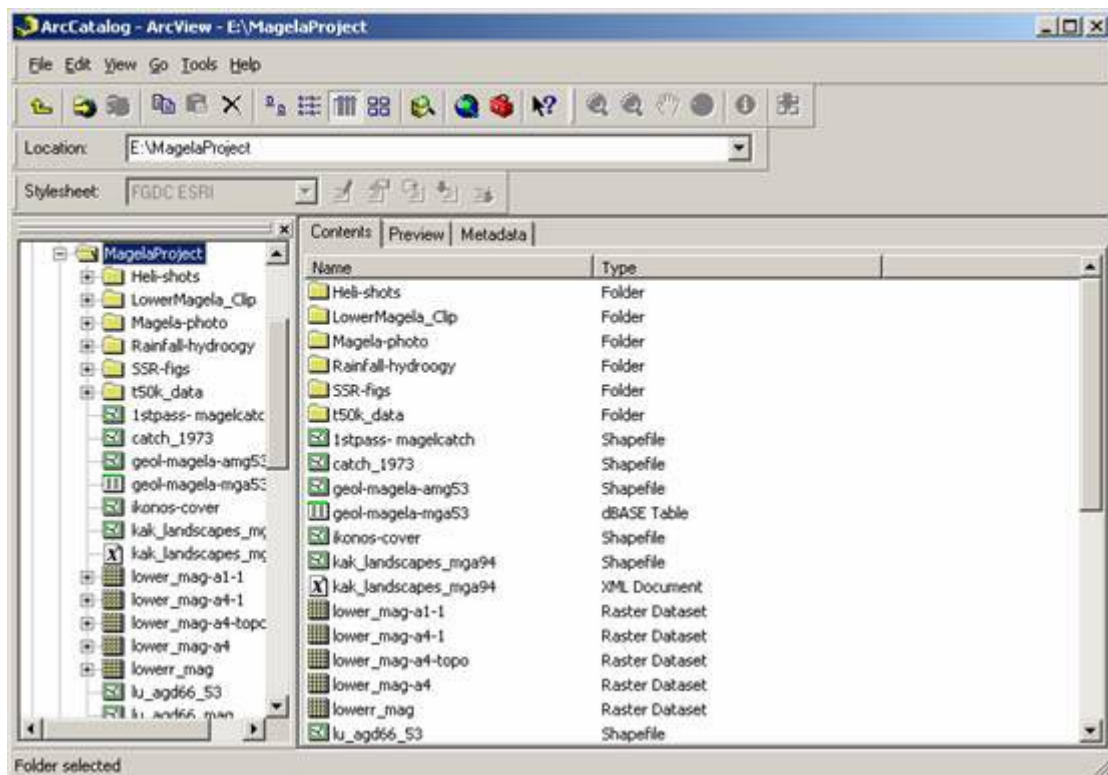 ArcCatalog - ArcView - E:\MagelaProject
File Edit View Go Tools Help
Location: E:\MagelaProject
Stylesheet: FGDC ESRI
MagelaProject
Heli-shots
LowerMagela_Clip
Magela-photo
Rainfall-hydroogy
SSR-figs
t50k_data
1stpass- magelcatc
catch_1973
geol-magela-amg53
geol-magela-mga53
ikonos-cover
kak_landscapes_mg
kak_landscapes_mg
lower_mag-a1-1
lower_mag-a4-1
lower_mag-a4-topo
lower_mag-a4
lowerr_mag
lu_agd66_53
lu_agd66_mag
Contents Preview Metadata
Name Type
Heli-shots Folder
LowerMagela_Clip Folder
Magela-photo Folder
Rainfall-hydroogy Folder
SSR-figs Folder
t50k_data Folder
1stpass- magelcatch Shapefile
catch_1973 Shapefile
geol-magela-amg53 Shapefile
geol-magela-mga53 dBASE Table
ikonos-cover Shapefile
kak_landscapes_mga94 Shapefile
kak_landscapes_mga94 XML Document
lower_mag-a1-1 Raster Dataset
lower_mag-a4-1 Raster Dataset
lower_mag-a4-topo Raster Dataset
lower_mag-a4 Raster Dataset
lowerr_mag Raster Dataset
lu_agd66_53 Shapefile
Folder selected